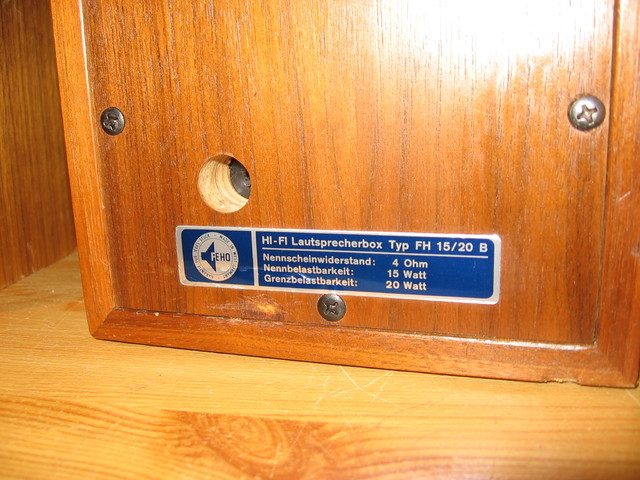 FEHO
HI-FI Lautsprecherbox Typ FH 15/20 B
Nennscheinwiderstand: 4 Ohm
Nennbelastbarkeit: 15 Watt
Grenzbelastbarkeit: 20 Watt